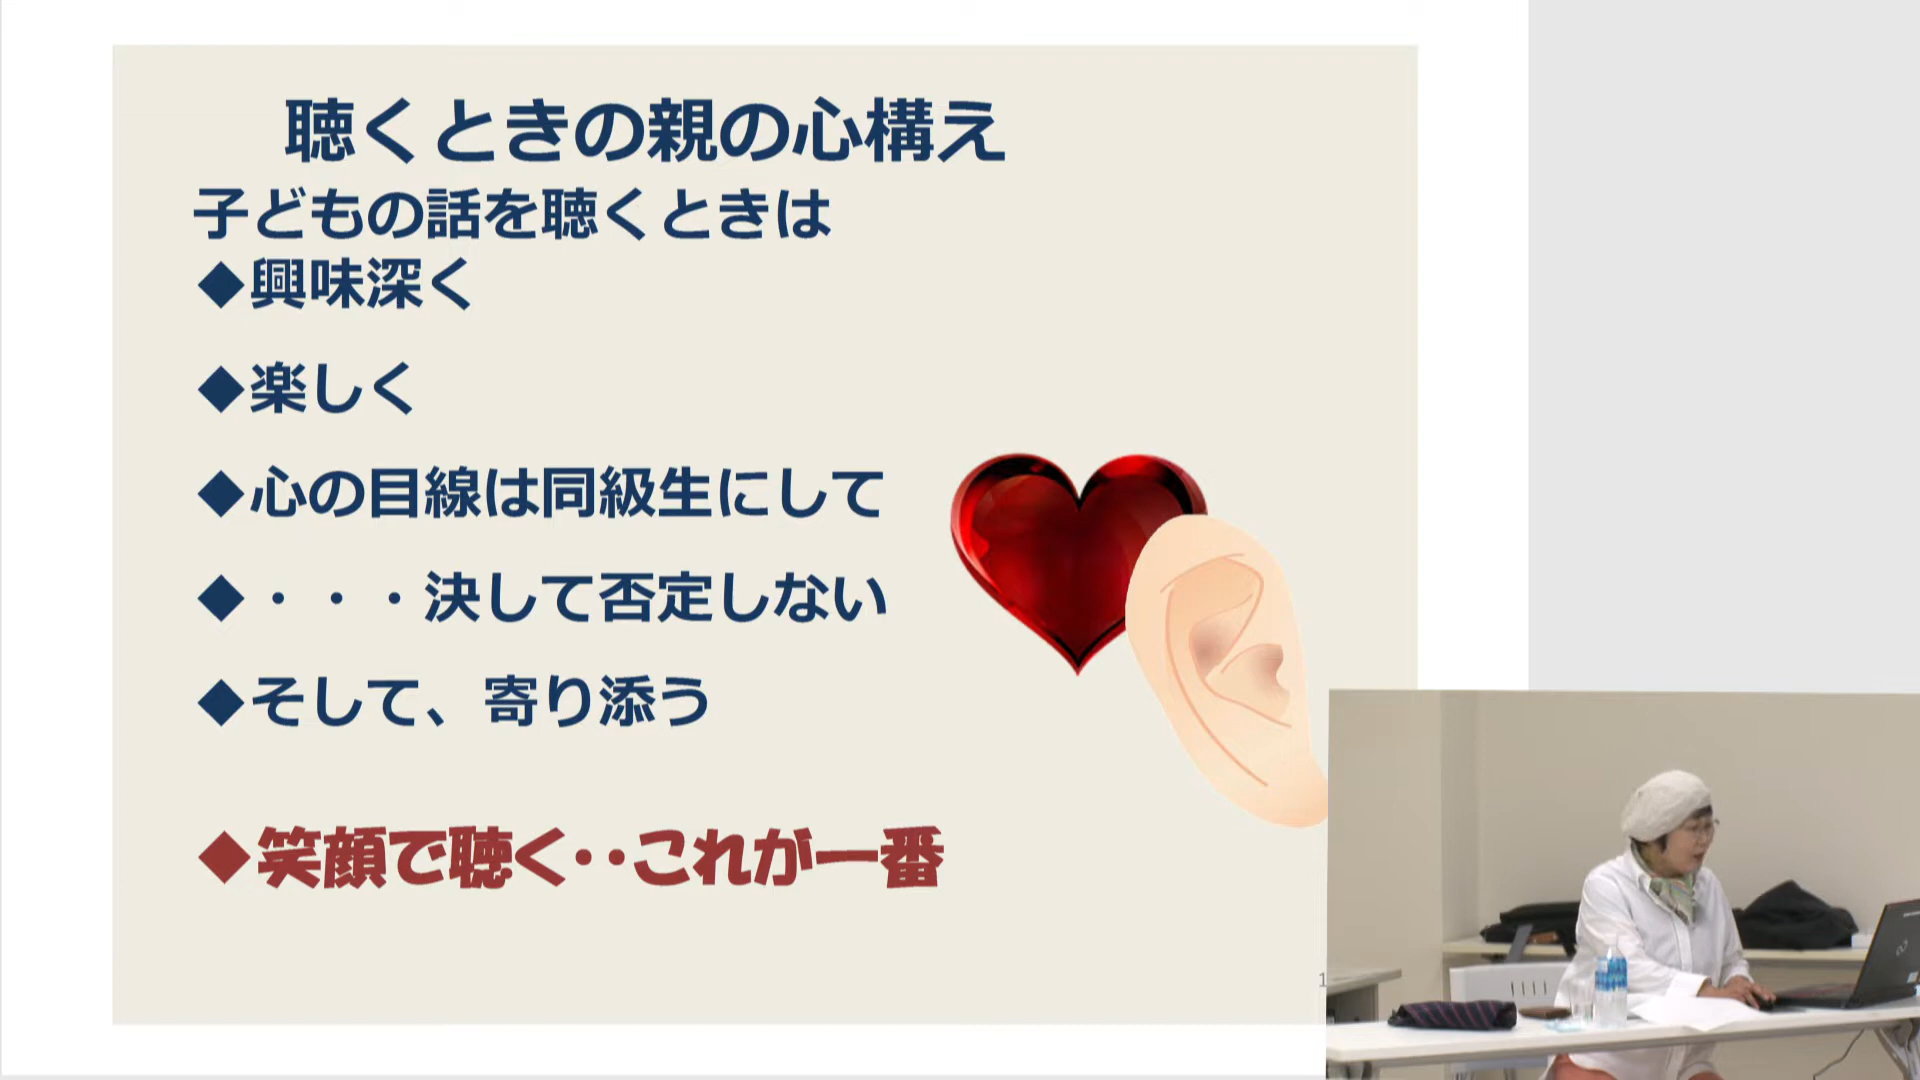 聴くときの親の心構え
子どもの話を聴くときは
◆興味深く
◆楽しく
◆心の目線は同級生にして
◆・・・決して否定しない
◆そして、寄り添う
◆笑顔で聴く・・これが一番
1